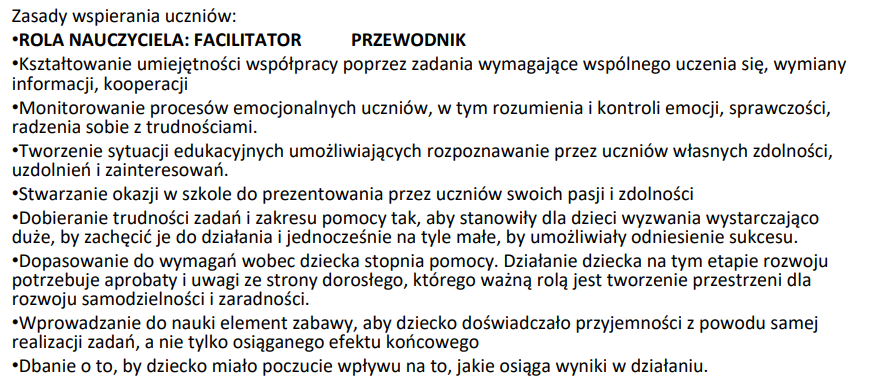 Zasady wspierania uczniów:
•ROLA NAUCZYCIELA: FACILITATOR PRZEWODNIK
•Kształtowanie umiejętności współpracy poprzez zadania wymagające wspólnego uczenia się, wymiany
informacji, kooperacji
•Monitorowanie procesów emocjonalnych uczniów, w tym rozumienia i kontroli emocji, sprawczości,
radzenia sobie z trudnościami.
•Tworzenie sytuacji edukacyjnych umożliwiających rozpoznawanie przez uczniów własnych zdolności,
uzdolnień i zainteresowań.
•Stwarzanie okazji w szkole do prezentowania przez uczniów swoich pasji i zdolności
•Dobieranie trudności zadań i zakresu pomocy tak, aby stanowiły dla dzieci wyzwania wystarczająco
duże, by zachęcić je do działania i jednocześnie na tyle małe, by umożliwiały odniesienie sukcesu.
•Dopasowanie do wymagań wobec dziecka stopnia pomocy. Działanie dziecka na tym etapie rozwoju
potrzebuje aprobaty i uwagi ze strony dorosłego, którego ważną rolą jest tworzenie przestrzeni dla
rozwoju samodzielności i zaradności.
•Wprowadzanie do nauki element zabawy, aby dziecko doświadczało przyjemności z powodu samej
realizacji zadań, a nie tylko osiąganego efektu końcowego
•Dbanie o to, by dziecko miało poczucie wpływu na to, jakie osiąga wyniki w działaniu.